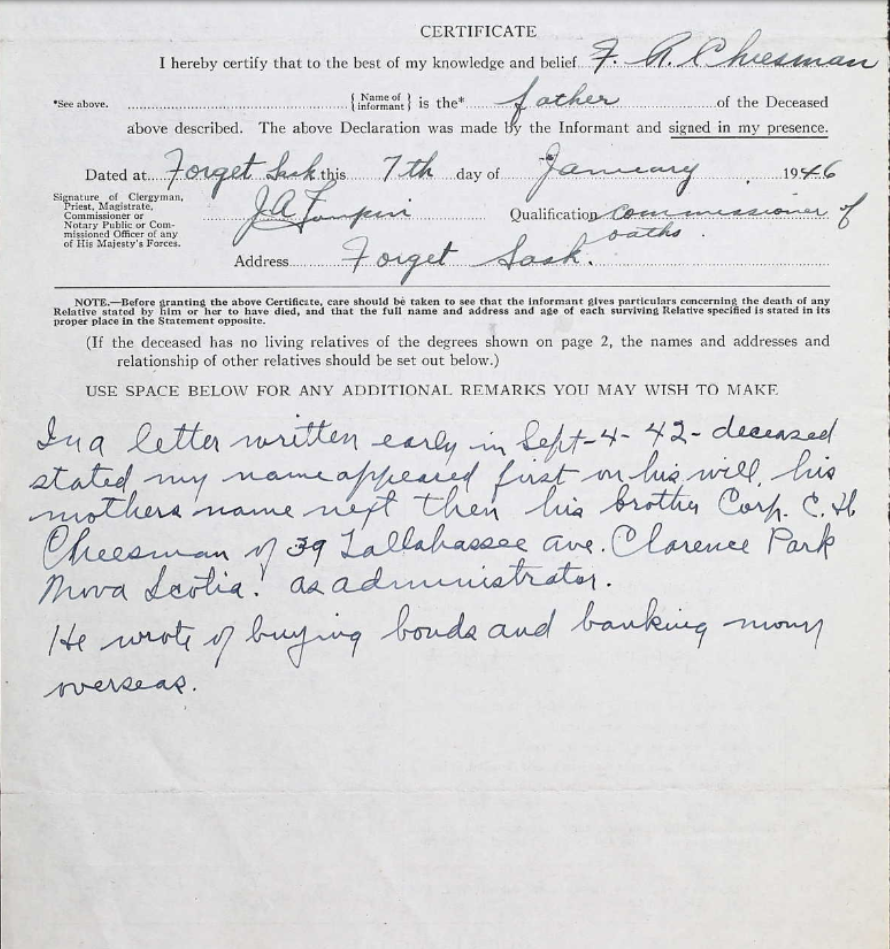 CERTIFICATE
I hereby certify that to the best of my knowledge and belief F. R. Cheesman
*See above. { Name of informant } is the* father of the Deceased
above described. The above Declaration was made by the Informant and signed in my presence.
Dated at Forget Sask this 7th day of January 1946
Signature of Clergyman,
Priest, Magistrate,
Commissioner or
Notary Public or Com-
missioned Officer of any
of His Majesty's Forces.
J A
Qualification commissioner of
oaths.
Address Forget Sask.
NOTE.—Before granting the above Certificate, care should be taken to see that the informant gives particulars concerning the death of any
Relative stated by him or her to have died, and that the full name and address and age of each surviving Relative specified is stated in its
proper place in the Statement opposite.
(If the deceased has no living relatives of the degrees shown on page 2, the names and addresses and
relationship of other relatives should be set out below.)
USE SPACE BELOW FOR ANY ADDITIONAL REMARKS YOU MAY WISH TO MAKE
In a letter written early in Sept-4-42- deceased
stated my name appeared first on his will, his
mothers name next then his brother Corp. C. H
Cheesman of 39 Tallahassee ave. Clarence Park
Nova Scotia. as administrator.
He wrote of buying bonds and banking money
overseas.